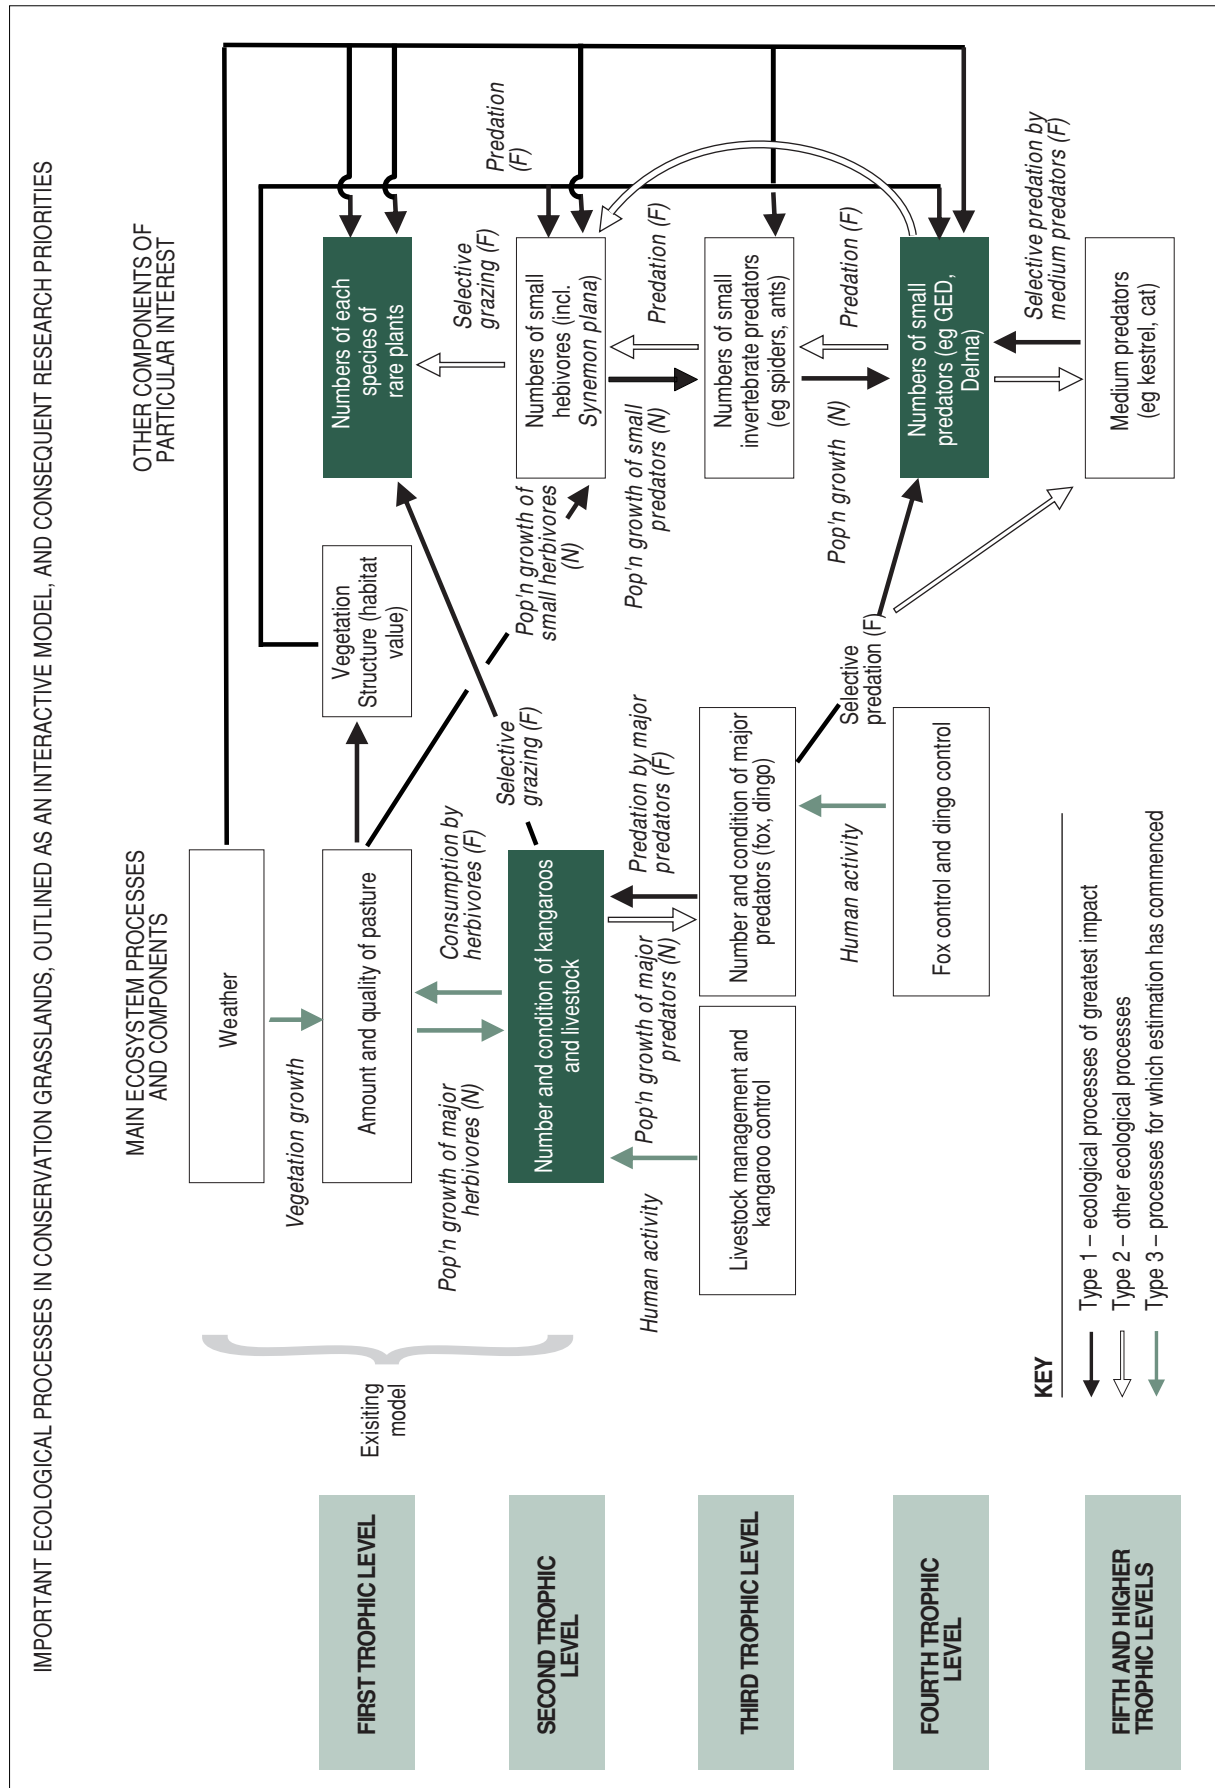 IMPORTANT ECOLOGICAL PROCESSES IN CONSERVATION GRASSLANDS, OUTLINED AS AN INTERACTIVE MODEL, AND CONSEQUENT RESEARCH PRIORITIES
MAIN ECOSYSTEM PROCESSES
AND COMPONENTS
OTHER COMPONENTS OF
PARTICULAR INTEREST
Weather
Vegetation growth
Exisiting
model
FIRST TROPHIC LEVEL
Amount and quality of pasture
Vegetation
Structure (habitat
value)
Numbers of each
species of
rare plants
Pop'n growth of major
herbivores (N)
Consumption by
herbivores (F)
Selective
grazing (F)
Pop'n growth of
small herbivores
(N)
Selective
grazing (F)
Predation
(F)
SECOND TROPHIC
LEVEL
Number and condition of kangaroos
and livestock
Numbers of small
hebivores (incl.
Synemon plana)
Human activity
Pop'n growth of major
predators (N)
Predation by major
predators (F)
Pop'n growth of small
predators (N)
Predation (F)
THIRD TROPHIC LEVEL
Livestock management and
kangaroo control
Number and condition of major
predators (fox, dingo)
Numbers of small
invertebrate predators
(eg spiders, ants)
Human activity
Selective
predation (F)
Pop'n growth (N)
Predation (F)
FOURTH TROPHIC
LEVEL
Fox control and dingo control
Numbers of small
predators (eg GED,
Delma)
Selective predation by
medium predators (F)
FIFTH AND HIGHER
TROPHIC LEVELS
Medium predators
(eg kestrel, cat)
KEY
Type 1 – ecological processes of greatest impact
Type 2 – other ecological processes
Type 3 – processes for which estimation has commenced